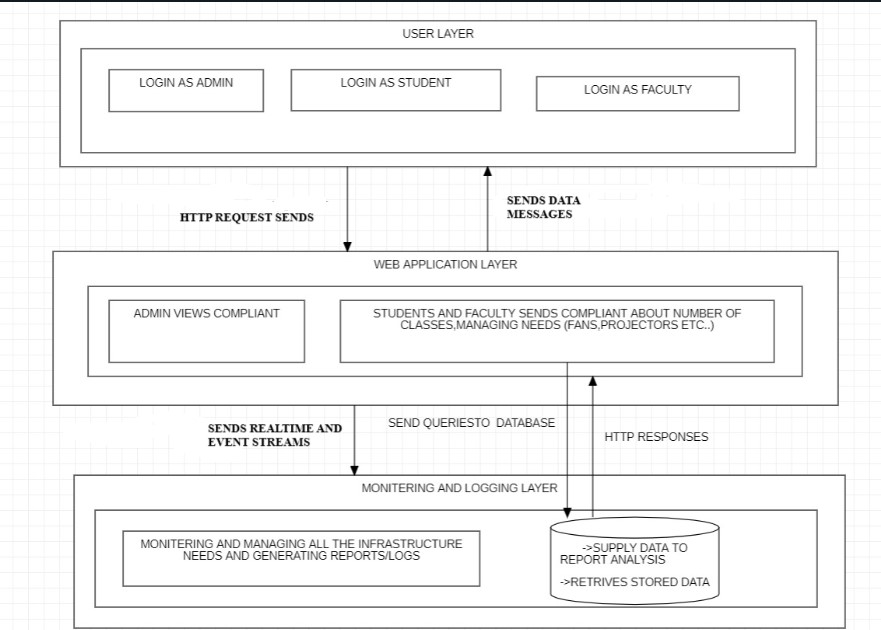 USER LAYER
LOGIN AS ADMIN
LOGIN AS STUDENT
LOGIN AS FACULTY
HTTP REQUEST SENDS
SENDS DATA
MESSAGES
WEB APPLICATION LAYER
ADMIN VIEWS COMPLIANT
STUDENTS AND FACULTY SENDS COMPLIANT ABOUT NUMBER OF
CLASSES,MANAGING NEEDS (FANS,PROJECTORS ETC..)
SENDS REALTIME AND
EVENT STREAMS
SEND QUERIESTO DATABASE
HTTP RESPONSES
MONITERING AND LOGGING LAYER
MONITERING AND MANAGING ALL THE INFRASTRUCTURE
NEEDS AND GENERATING REPORTS/LOGS
->SUPPLY DATA TO
REPORT ANALYSIS
->RETRIVES STORED DATA